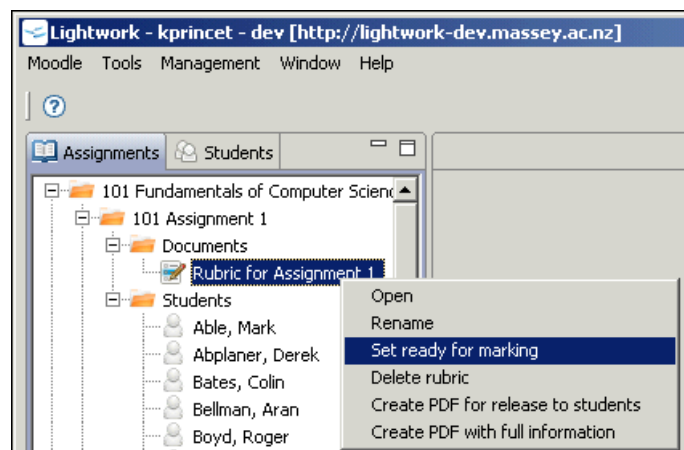 Lightwork - kprincet - dev [http://lightwork-dev.massey.ac.nz]
Moodle Tools Management Window Help
?
Assignments Students
101 Fundamentals of Computer Scienc
101 Assignment 1
Documents
Rubric for Assignment 1
Students
Able, Mark
Abplaner, Derek
Bates, Colin
Bellman, Aran
Boyd, Roger
Open
Rename
Set ready for marking
Delete rubric
Create PDF for release to students
Create PDF with full information